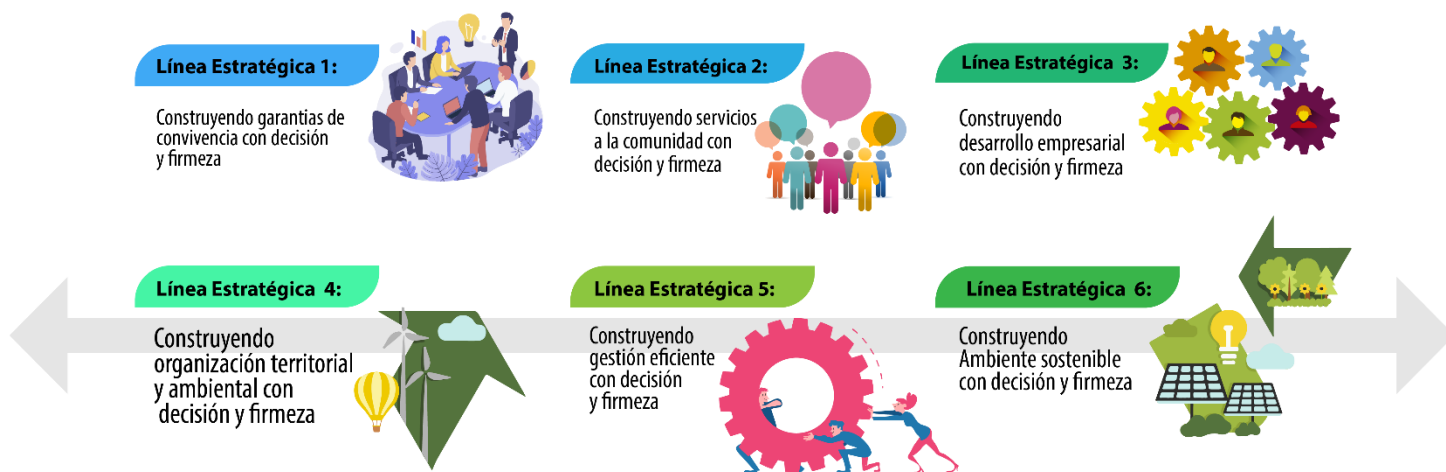 Línea Estratégica 1:
Construyendo garantias de
convivencia con decisión
y firmeza
Línea Estratégica 2:
Construyendo servicios
a la comunidad con
decisión y firmeza
Línea Estratégica 3:
Construyendo
desarrollo empresarial
con decisión y firmeza
Línea Estratégica 4:
Construyendo
organización territorial
y ambiental con
decisión y firmeza
Línea Estratégica 5:
Construyendo
gestión eficiente
con decisión
y firmeza
Línea Estratégica 6:
Construyendo
Ambiente sostenible
con decisión y firmeza